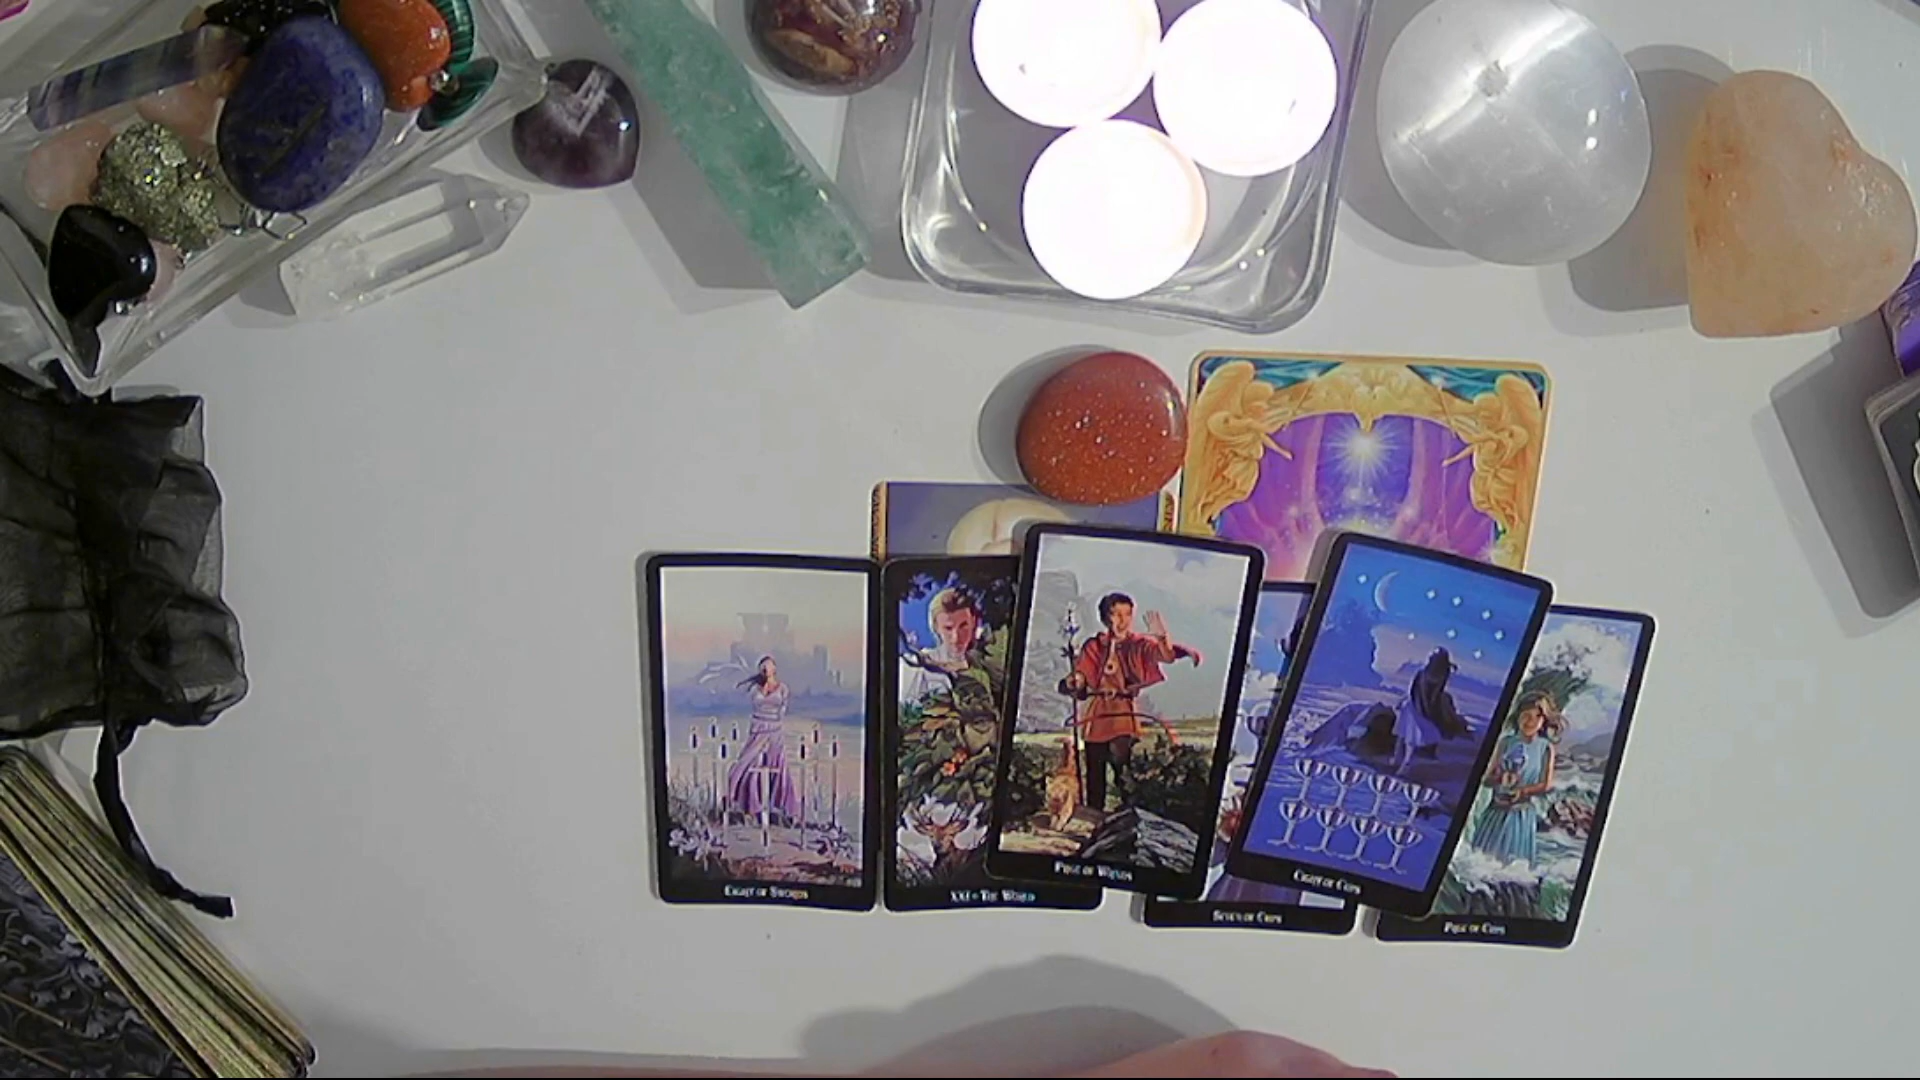 EIGHT OF SWORDS
XXI • THE WORLD
PAGE OF WANDS
SEVEN OF CUPS
EIGHT OF CUPS
PAGE OF CUPS